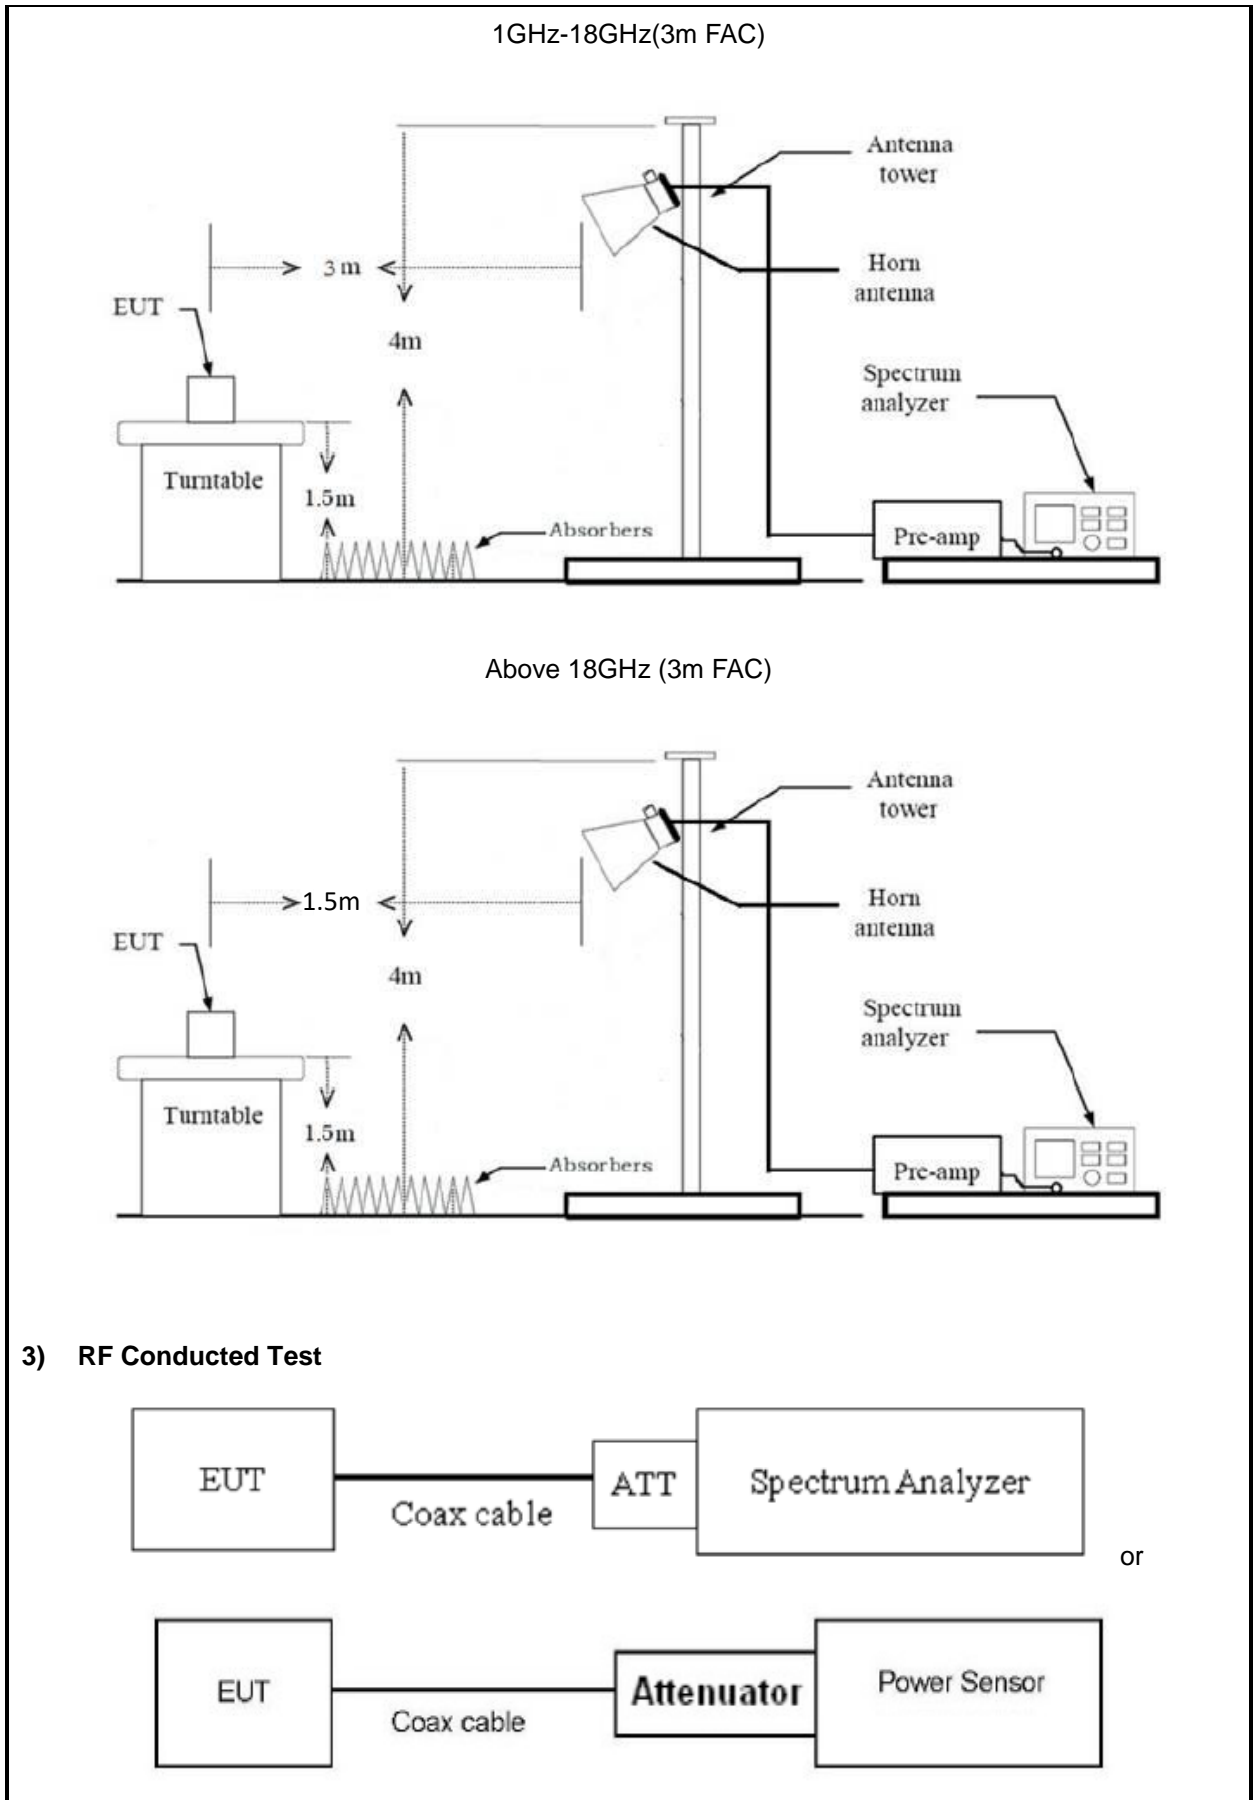 1GHz-18GHz(3m FAC)
Antenna
tower
3 m
Horn
antenna
EUT
4m
Spectrum
analyzer
Turntable
1.5m
Absorbers
Pre-amp
Above 18GHz (3m FAC)
Antenna
tower
1.5m
Horn
antenna
EUT
4m
Spectrum
analyzer
Turntable
1.5m
Absorbers
Pre-amp
3) RF Conducted Test
EUT
Coax cable
ATT
Spectrum Analyzer
or
EUT
Coax cable
Attenuator
Power Sensor